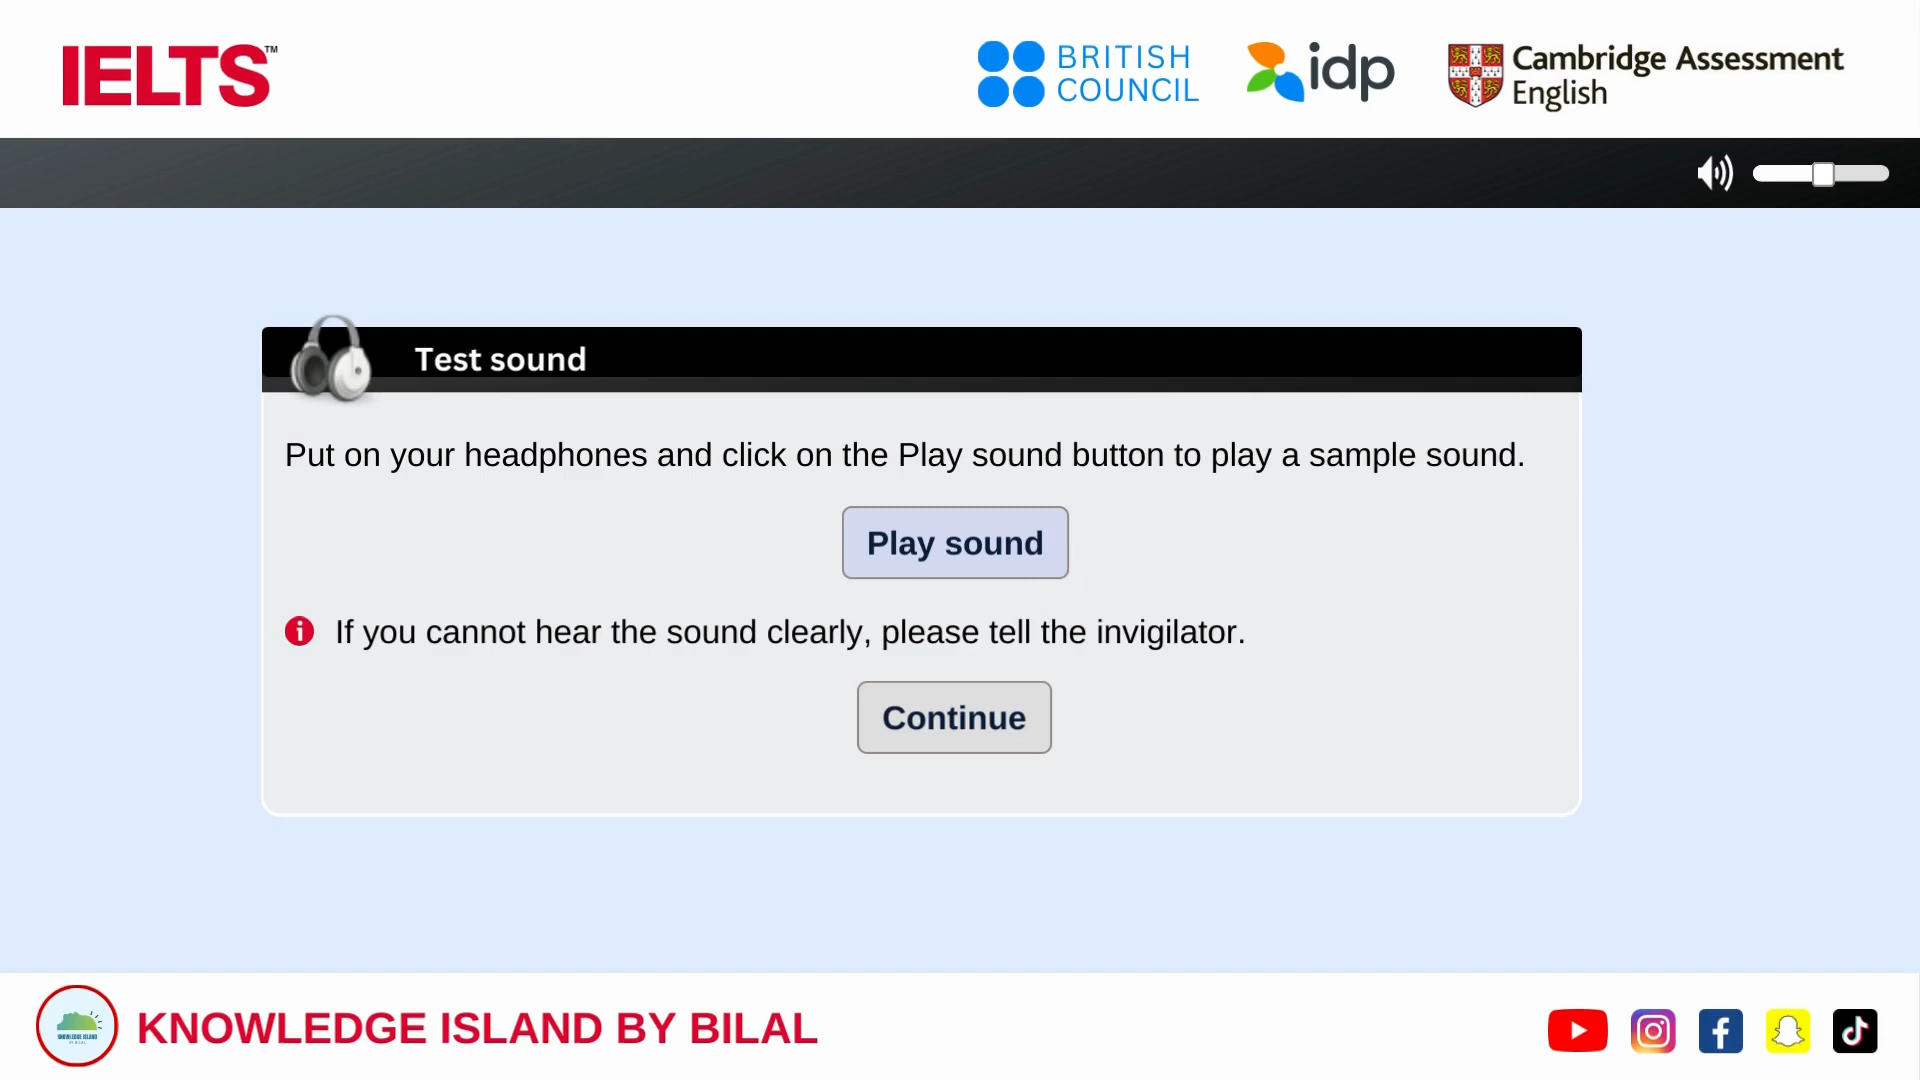 IELTS™
BRITISH
COUNCIL
idp
Cambridge Assessment
English
Test sound
Put on your headphones and click on the Play sound button to play a sample sound.
Play sound
If you cannot hear the sound clearly, please tell the invigilator.
Continue
KNOWLEDGE ISLAND
KNOWLEDGE ISLAND BY BILAL